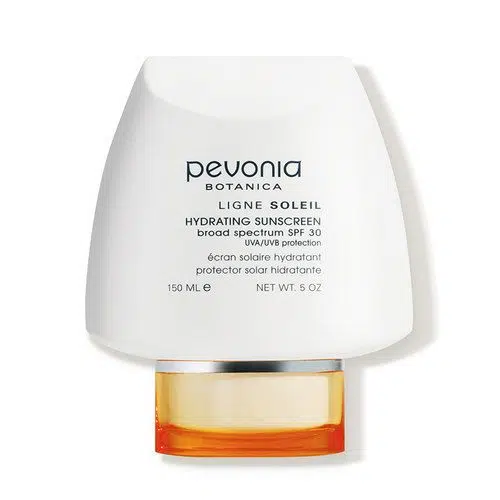 pevonia
BOTANICA
LIGNE SOLEIL
HYDRATING SUNSCREEN
broad spectrum SPF 30
UVA/UVB protection
écran solaire hydratant
protector solar hidratante
150 ML e NET WT. 5 OZ